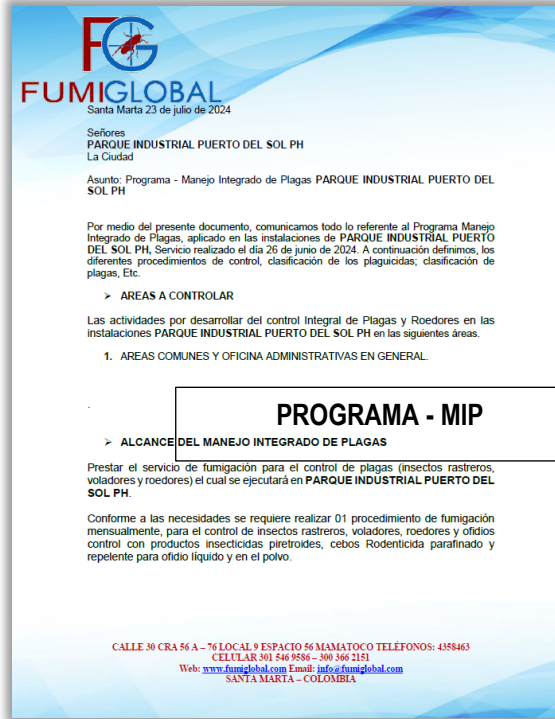 FG
FUMIGLOBAL
Santa Marta 23 de julio de 2024
Señores
PARQUE INDUSTRIAL PUERTO DEL SOL PH
La Ciudad
Asunto: Programa - Manejo Integrado de Plagas PARQUE INDUSTRIAL PUERTO DEL
SOL PH
Por medio del presente documento, comunicamos todo lo referente al Programa Manejo
Integrado de Plagas, aplicado en las instalaciones de PARQUE INDUSTRIAL PUERTO
DEL SOL PH, Servicio realizado el día 26 de junio de 2024. A continuación definimos, los
diferentes procedimientos de control, clasificación de los plaguicidas; clasificación de
plagas, Etc.
➢ AREAS A CONTROLAR
Las actividades por desarrollar del control Integral de Plagas y Roedores en las
instalaciones PARQUE INDUSTRIAL PUERTO DEL SOL PH en las siguientes áreas.
1. AREAS COMUNES Y OFICINA ADMINISTRATIVAS EN GENERAL.
.
PROGRAMA - MIP
➢ ALCANCE DEL MANEJO INTEGRADO DE PLAGAS
Prestar el servicio de fumigación para el control de plagas (insectos rastreros,
voladores y roedores) el cual se ejecutará en PARQUE INDUSTRIAL PUERTO DEL
SOL PH.
Conforme a las necesidades se requiere realizar 01 procedimiento de fumigación
mensualmente, para el control de insectos rastreros, voladores, roedores y ofidios
control con productos insecticidas piretroides, cebos Rodenticida parafinado y
repelente para ofidio líquido y en el polvo.
CALLE 30 CRA 56 A – 76 LOCAL 9 ESPACIO 56 MAMATOCO TELÉFONOS: 4358463
CELULAR 301 546 9586 – 300 366 2151
Web: www.fumiglobal.com Email: info@fumiglobal.com
SANTA MARTA – COLOMBIA